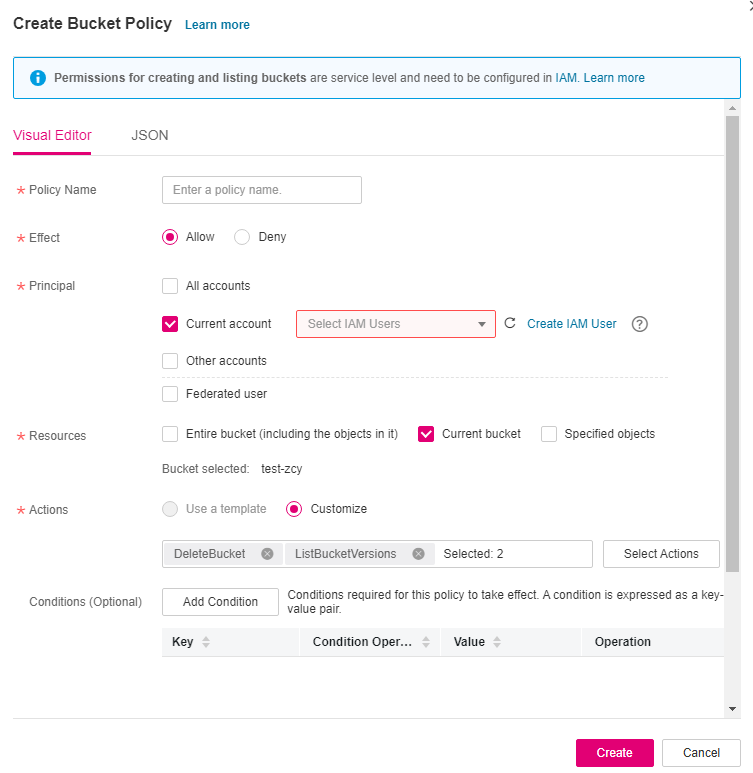 Create Bucket Policy Learn more
Permissions for creating and listing buckets are service level and need to be configured in IAM. Learn more
Visual Editor JSON
* Policy Name Enter a policy name.
* Effect Allow Deny
* Principal All accounts
Current account Select IAM Users Create IAM User ?
Other accounts
Federated user
* Resources Entire bucket (including the objects in it) Current bucket Specified objects
Bucket selected: test-zcy
* Actions Use a template Customize
DeleteBucket ListBucketVersions Selected: 2 Select Actions
Conditions (Optional) Add Condition Conditions required for this policy to take effect. A condition is expressed as a key-
value pair.
Key Condition Oper... Value Operation
Create Cancel